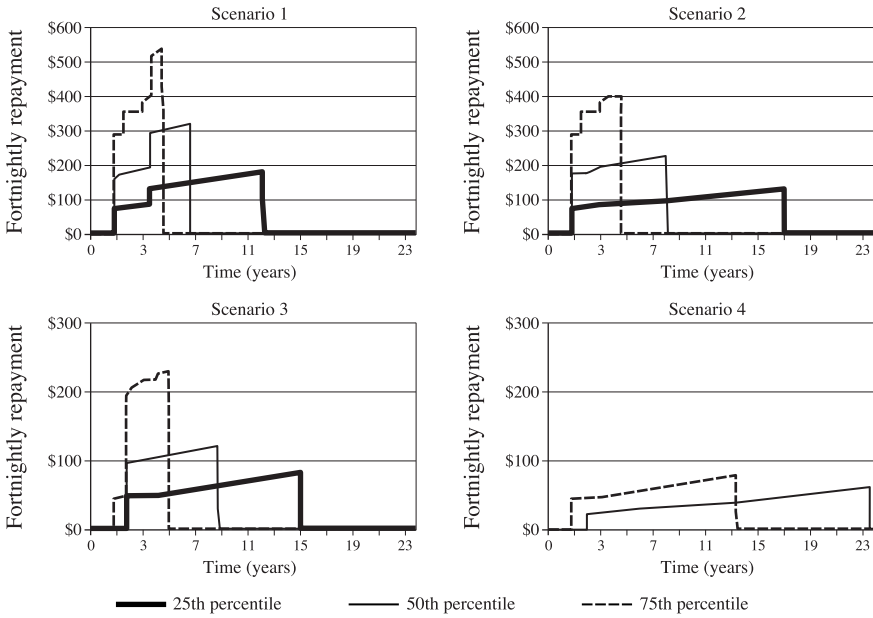 Scenario 1
Fortnightly repayment
$600
$500
$400
$300
$200
$100
$0
0 3 7 11 15 19 23
Time (years)
Scenario 2
Fortnightly repayment
$600
$500
$400
$300
$200
$100
$0
0 3 7 11 15 19 23
Time (years)
Scenario 3
Fortnightly repayment
$300
$200
$100
$0
0 3 7 11 15 19 23
Time (years)
Scenario 4
Fortnightly repayment
$300
$200
$100
$0
0 3 7 11 15 19 23
Time (years)
25th percentile 50th percentile 75th percentile